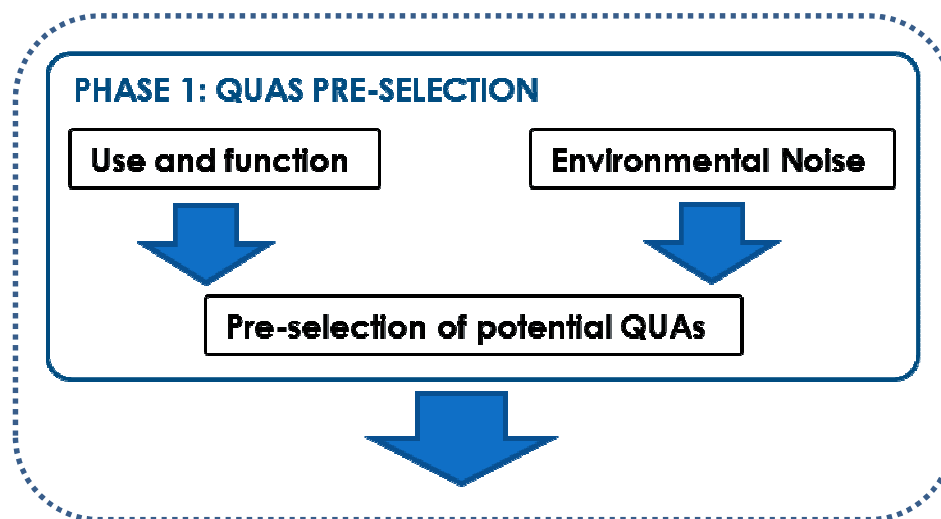 PHASE 1: QUAS PRE-SELECTION
Use and function
Environmental Noise
Pre-selection of potential QUAs